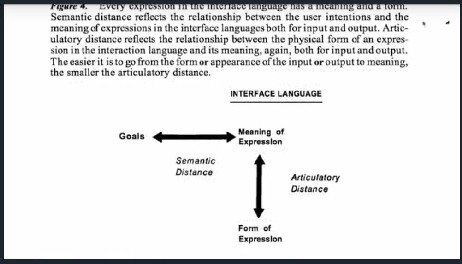 Figure 4. Every expression in the interface language has a meaning and a form.
Semantic distance reflects the relationship between the user intentions and the
meaning of expressions in the interface languages both for input and output. Artic-
ulatory distance reflects the relationship between the physical form of an expres-
sion in the interaction language and its meaning, again, both for input and output.
The easier it is to go from the form or appearance of the input or output to meaning,
the smaller the articulatory distance.
INTERFACE LANGUAGE
Goals
Meaning of
Expression
Semantic
Distance
Articulatory
Distance
Form of
Expression